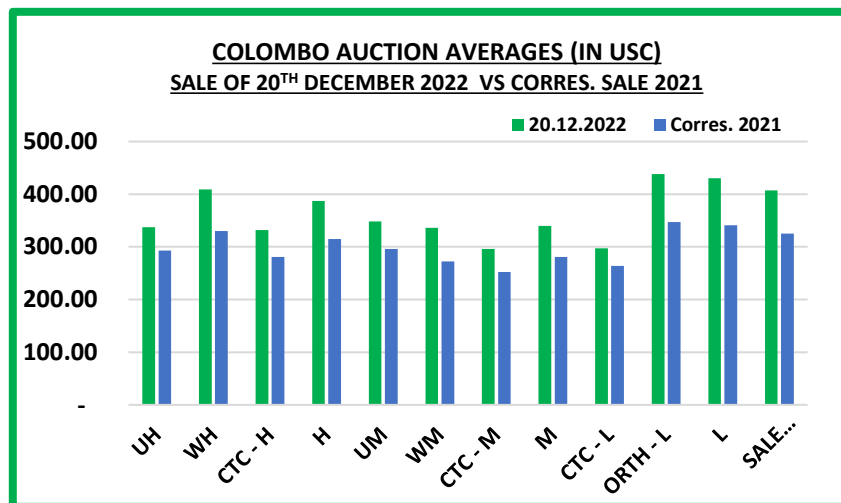 COLOMBO AUCTION AVERAGES (IN USC)
SALE OF 20TH DECEMBER 2022 VS CORRES. SALE 2021
20.12.2022 Corres. 2021
500.00
400.00
300.00
200.00
100.00
-
UH WH CTC - H H UM WM CTC - M M CTC - L ORTH - L L SALE...